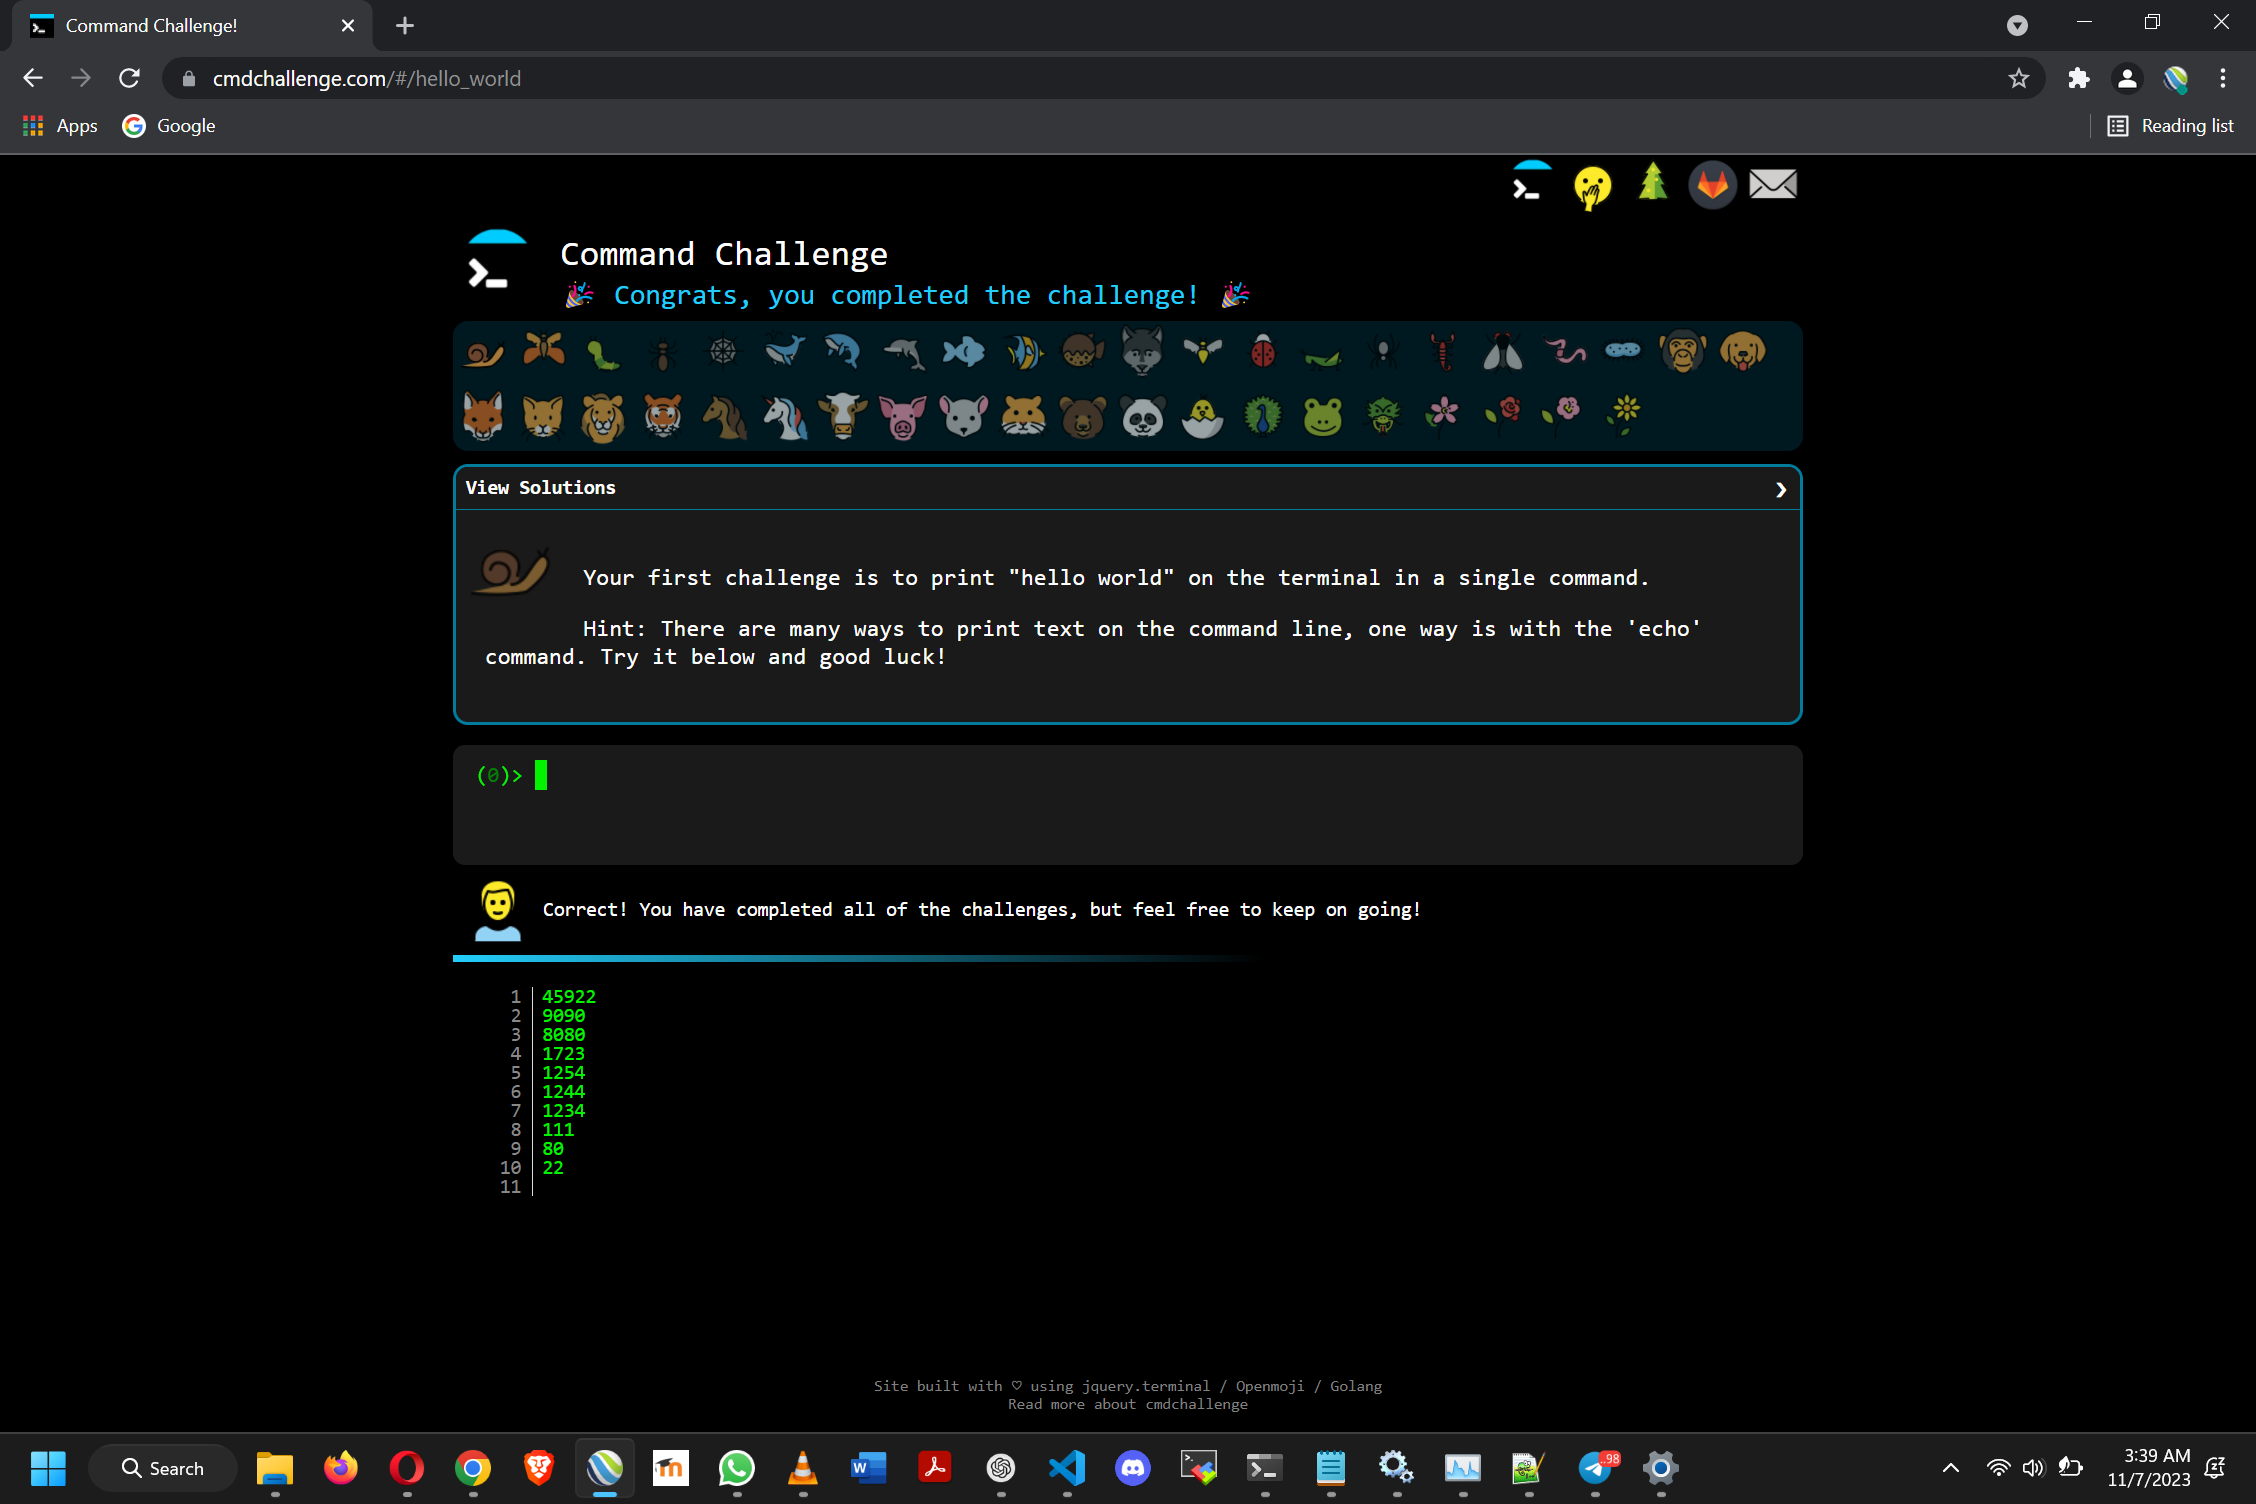 Command Challenge!
cmdchallenge.com/#/hello_world
Apps
Google
Reading list
Command Challenge
Congrats, you completed the challenge!
View Solutions
Your first challenge is to print "hello world" on the terminal in a single command.
Hint: There are many ways to print text on the command line, one way is with the 'echo'
command. Try it below and good luck!
(0)>
Correct! You have completed all of the challenges, but feel free to keep on going!
1 45922
2 9090
3 8080
4 1723
5 1254
6 1244
7 1234
8 111
9 80
10 22
11
Site built with ♡ using jquery.terminal / Openmoji / Golang
Read more about cmdchallenge
Search
98
3:39 AM
11/7/2023